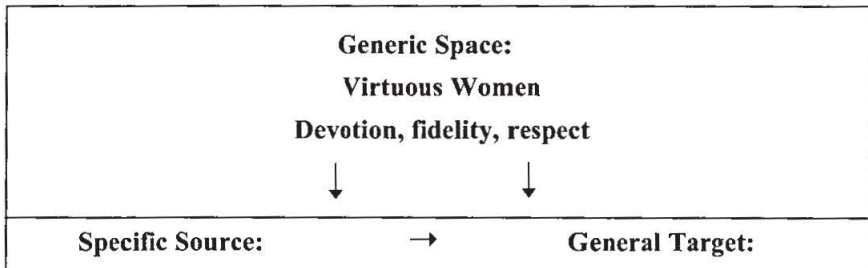 Generic Space:
Virtuous Women
Devotion, fidelity, respect
↓ ↓
Specific Source: → General Target: